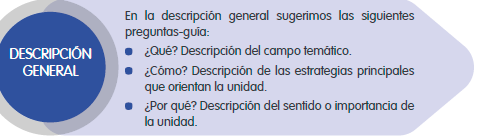 DESCRIPCIÓN
GENERAL
En la descripción general sugerimos las siguientes
preguntas-guía:
¿Qué? Descripción del campo temático.
¿Cómo? Descripción de las estrategias principales
que orientan la unidad.
¿Por qué? Descripción del sentido o importancia de
la unidad.